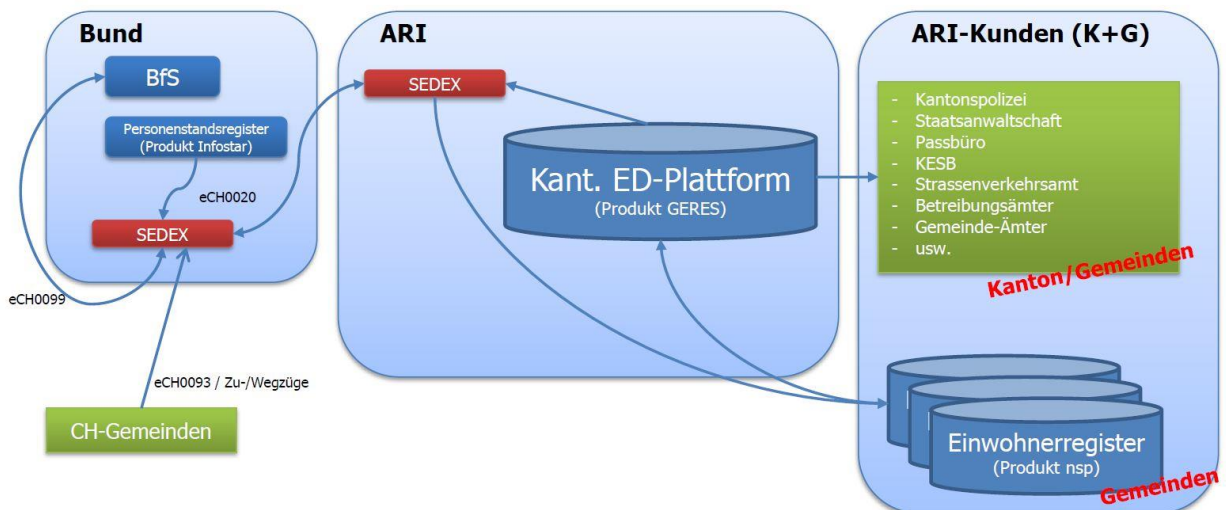 Bund
BfS
Personenstandsregister
(Produkt Infostar)
eCH0020
SEDEX
eCH0099
eCH0093 / Zu-/Wegzüge
CH-Gemeinden
ARI
SEDEX
Kant. ED-Plattform
(Produkt GERES)
ARI-Kunden (K+G)
- Kantonspolizei
- Staatsanwaltschaft
- Passbüro
- KESB
- Strassenverkehrsamt
- Betreibungsämter
- Gemeinde-Ämter
- usw.
Kanton/Gemeinden
Einwohnerregister
(Produkt nsp)
Gemeinden